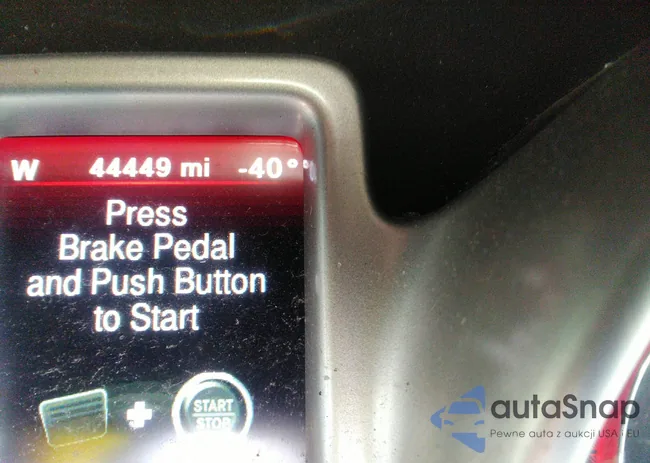 W 44449 mi -40°
Press
Brake Pedal
and Push Button
to Start
START
STOP
autaSnap
Pewne auta z aukcji USA i EU